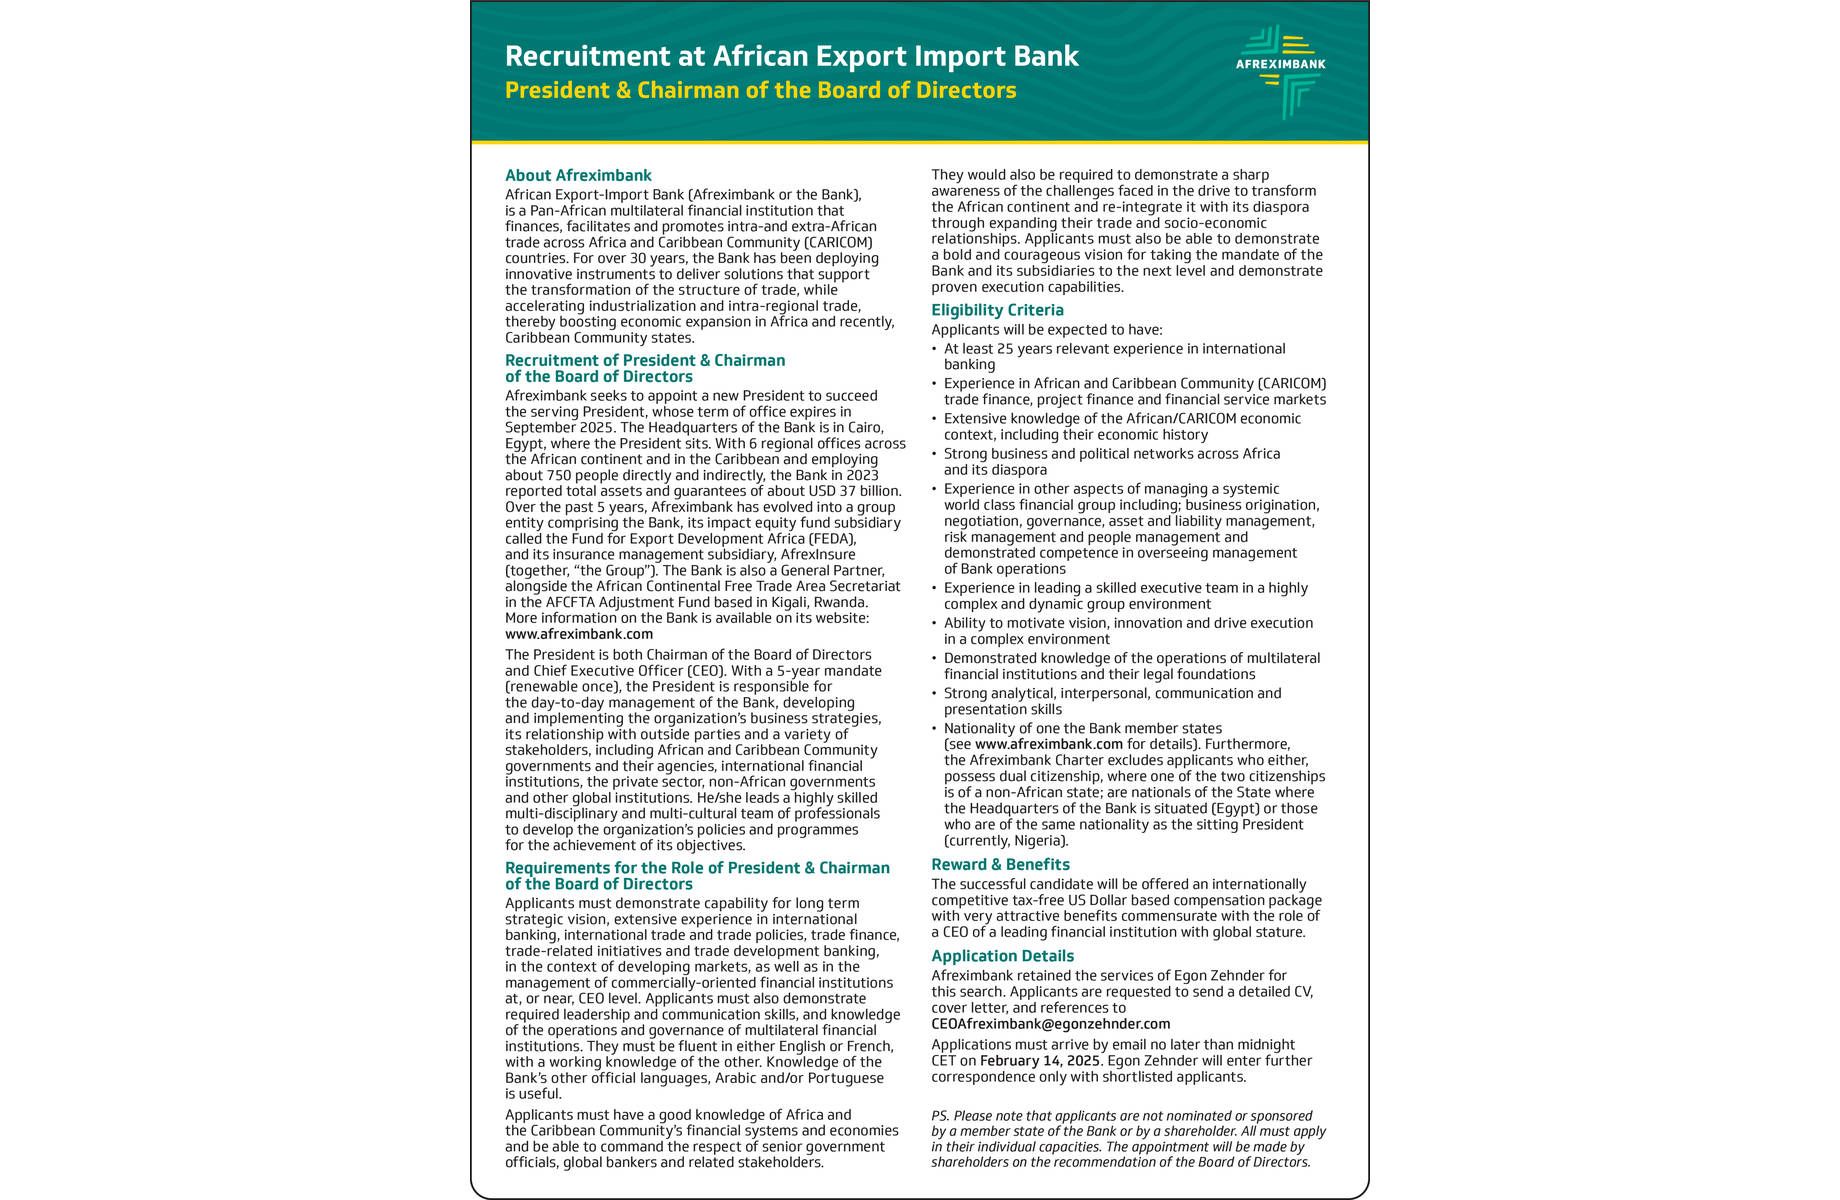 Recruitment at African Export Import Bank
President & Chairman of the Board of Directors
AFREXIMBANK
About Afreximbank
African Export-Import Bank (Afreximbank or the Bank),
is a Pan-African multilateral financial institution that
finances, facilitates and promotes intra-and extra-African
trade across Africa and Caribbean Community (CARICOM)
countries. For over 30 years, the Bank has been deploying
innovative instruments to deliver solutions that support
the transformation of the structure of trade, while
accelerating industrialization and intra-regional trade,
thereby boosting economic expansion in Africa and recently,
Caribbean Community states.
Recruitment of President & Chairman
of the Board of Directors
Afreximbank seeks to appoint a new President to succeed
the serving President, whose term of office expires in
September 2025. The Headquarters of the Bank is in Cairo,
Egypt, where the President sits. With 6 regional offices across
the African continent and in the Caribbean and employing
about 750 people directly and indirectly, the Bank in 2023
reported total assets and guarantees of about USD 37 billion.
Over the past 5 years, Afreximbank has evolved into a group
entity comprising the Bank, its impact equity fund subsidiary
called the Fund for Export Development Africa (FEDA),
and its insurance management subsidiary, AfrexInsure
(together, “the Group”). The Bank is also a General Partner,
alongside the African Continental Free Trade Area Secretariat
in the AFCFTA Adjustment Fund based in Kigali, Rwanda.
More information on the Bank is available on its website:
www.afreximbank.com
The President is both Chairman of the Board of Directors
and Chief Executive Officer (CEO). With a 5-year mandate
(renewable once), the President is responsible for
the day-to-day management of the Bank, developing
and implementing the organization’s business strategies,
its relationship with outside parties and a variety of
stakeholders, including African and Caribbean Community
governments and their agencies, international financial
institutions, the private sector, non-African governments
and other global institutions. He/she leads a highly skilled
multi-disciplinary and multi-cultural team of professionals
to develop the organization’s policies and programmes
for the achievement of its objectives.
Requirements for the Role of President & Chairman
of the Board of Directors
Applicants must demonstrate capability for long term
strategic vision, extensive experience in international
banking, international trade and trade policies, trade finance,
trade-related initiatives and trade development banking,
in the context of developing markets, as well as in the
management of commercially-oriented financial institutions
at, or near, CEO level. Applicants must also demonstrate
required leadership and communication skills, and knowledge
of the operations and governance of multilateral financial
institutions. They must be fluent in either English or French,
with a working knowledge of the other. Knowledge of the
Bank’s other official languages, Arabic and/or Portuguese
is useful.
Applicants must have a good knowledge of Africa and
the Caribbean Community’s financial systems and economies
and be able to command the respect of senior government
officials, global bankers and related stakeholders.
They would also be required to demonstrate a sharp
awareness of the challenges faced in the drive to transform
the African continent and re-integrate it with its diaspora
through expanding their trade and socio-economic
relationships. Applicants must also be able to demonstrate
a bold and courageous vision for taking the mandate of the
Bank and its subsidiaries to the next level and demonstrate
proven execution capabilities.
Eligibility Criteria
Applicants will be expected to have:
• At least 25 years relevant experience in international
banking
• Experience in African and Caribbean Community (CARICOM)
trade finance, project finance and financial service markets
• Extensive knowledge of the African/CARICOM economic
context, including their economic history
• Strong business and political networks across Africa
and its diaspora
• Experience in other aspects of managing a systemic
world class financial group including; business origination,
negotiation, governance, asset and liability management,
risk management and people management and
demonstrated competence in overseeing management
of Bank operations
• Experience in leading a skilled executive team in a highly
complex and dynamic group environment
• Ability to motivate vision, innovation and drive execution
in a complex environment
• Demonstrated knowledge of the operations of multilateral
financial institutions and their legal foundations
• Strong analytical, interpersonal, communication and
presentation skills
• Nationality of one the Bank member states
(see www.afreximbank.com for details). Furthermore,
the Afreximbank Charter excludes applicants who either,
possess dual citizenship, where one of the two citizenships
is of a non-African state; are nationals of the State where
the Headquarters of the Bank is situated (Egypt) or those
who are of the same nationality as the sitting President
(currently, Nigeria).
Reward & Benefits
The successful candidate will be offered an internationally
competitive tax-free US Dollar based compensation package
with very attractive benefits commensurate with the role of
a CEO of a leading financial institution with global stature.
Application Details
Afreximbank retained the services of Egon Zehnder for
this search. Applicants are requested to send a detailed CV,
cover letter, and references to
CEOAfreximbank@egonzehnder.com
Applications must arrive by email no later than midnight
CET on February 14, 2025. Egon Zehnder will enter further
correspondence only with shortlisted applicants.
PS. Please note that applicants are not nominated or sponsored
by a member state of the Bank or by a shareholder. All must apply
in their individual capacities. The appointment will be made by
shareholders on the recommendation of the Board of Directors.